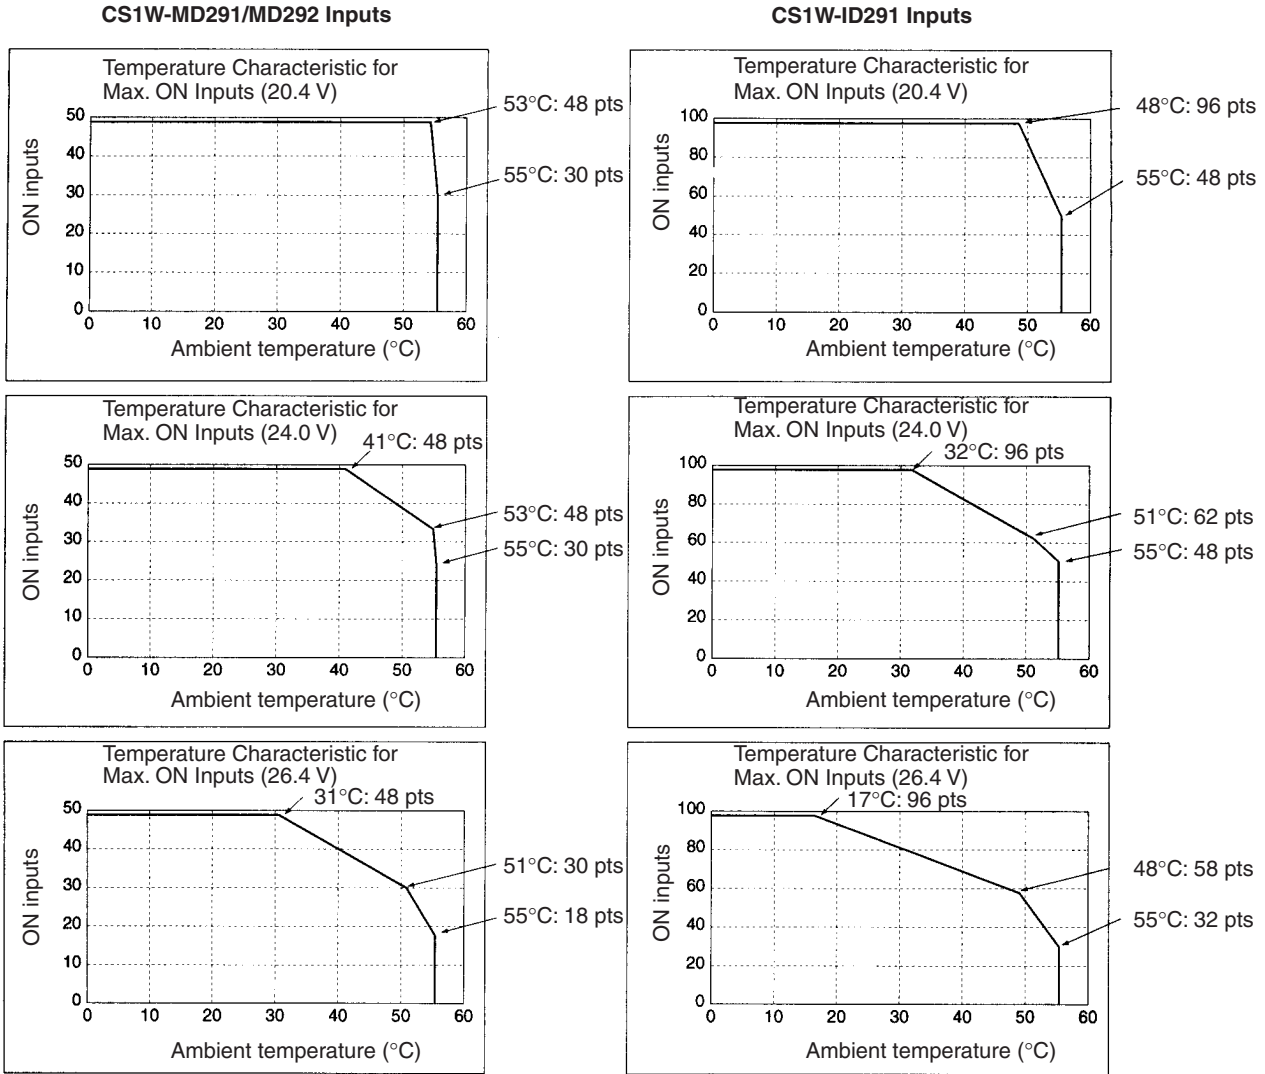 CS1W-MD291/MD292 Inputs
Temperature Characteristic for
Max. ON Inputs (20.4 V)
53°C: 48 pts
55°C: 30 pts
ON inputs
50
40
30
20
10
0
0 10 20 30 40 50 60
Ambient temperature (°C)
CS1W-ID291 Inputs
Temperature Characteristic for
Max. ON Inputs (20.4 V)
48°C: 96 pts
55°C: 48 pts
ON inputs
100
80
60
40
20
0
0 10 20 30 40 50 60
Ambient temperature (°C)
Temperature Characteristic for
Max. ON Inputs (24.0 V)
41°C: 48 pts
53°C: 48 pts
55°C: 30 pts
ON inputs
50
40
30
20
10
0
0 10 20 30 40 50 60
Ambient temperature (°C)
Temperature Characteristic for
Max. ON Inputs (24.0 V)
32°C: 96 pts
51°C: 62 pts
55°C: 48 pts
ON inputs
100
80
60
40
20
0
0 10 20 30 40 50 60
Ambient temperature (°C)
Temperature Characteristic for
Max. ON Inputs (26.4 V)
31°C: 48 pts
51°C: 30 pts
55°C: 18 pts
ON inputs
50
40
30
20
10
0
0 10 20 30 40 50 60
Ambient temperature (°C)
Temperature Characteristic for
Max. ON Inputs (26.4 V)
17°C: 96 pts
48°C: 58 pts
55°C: 32 pts
ON inputs
100
80
60
40
20
0
0 10 20 30 40 50 60
Ambient temperature (°C)